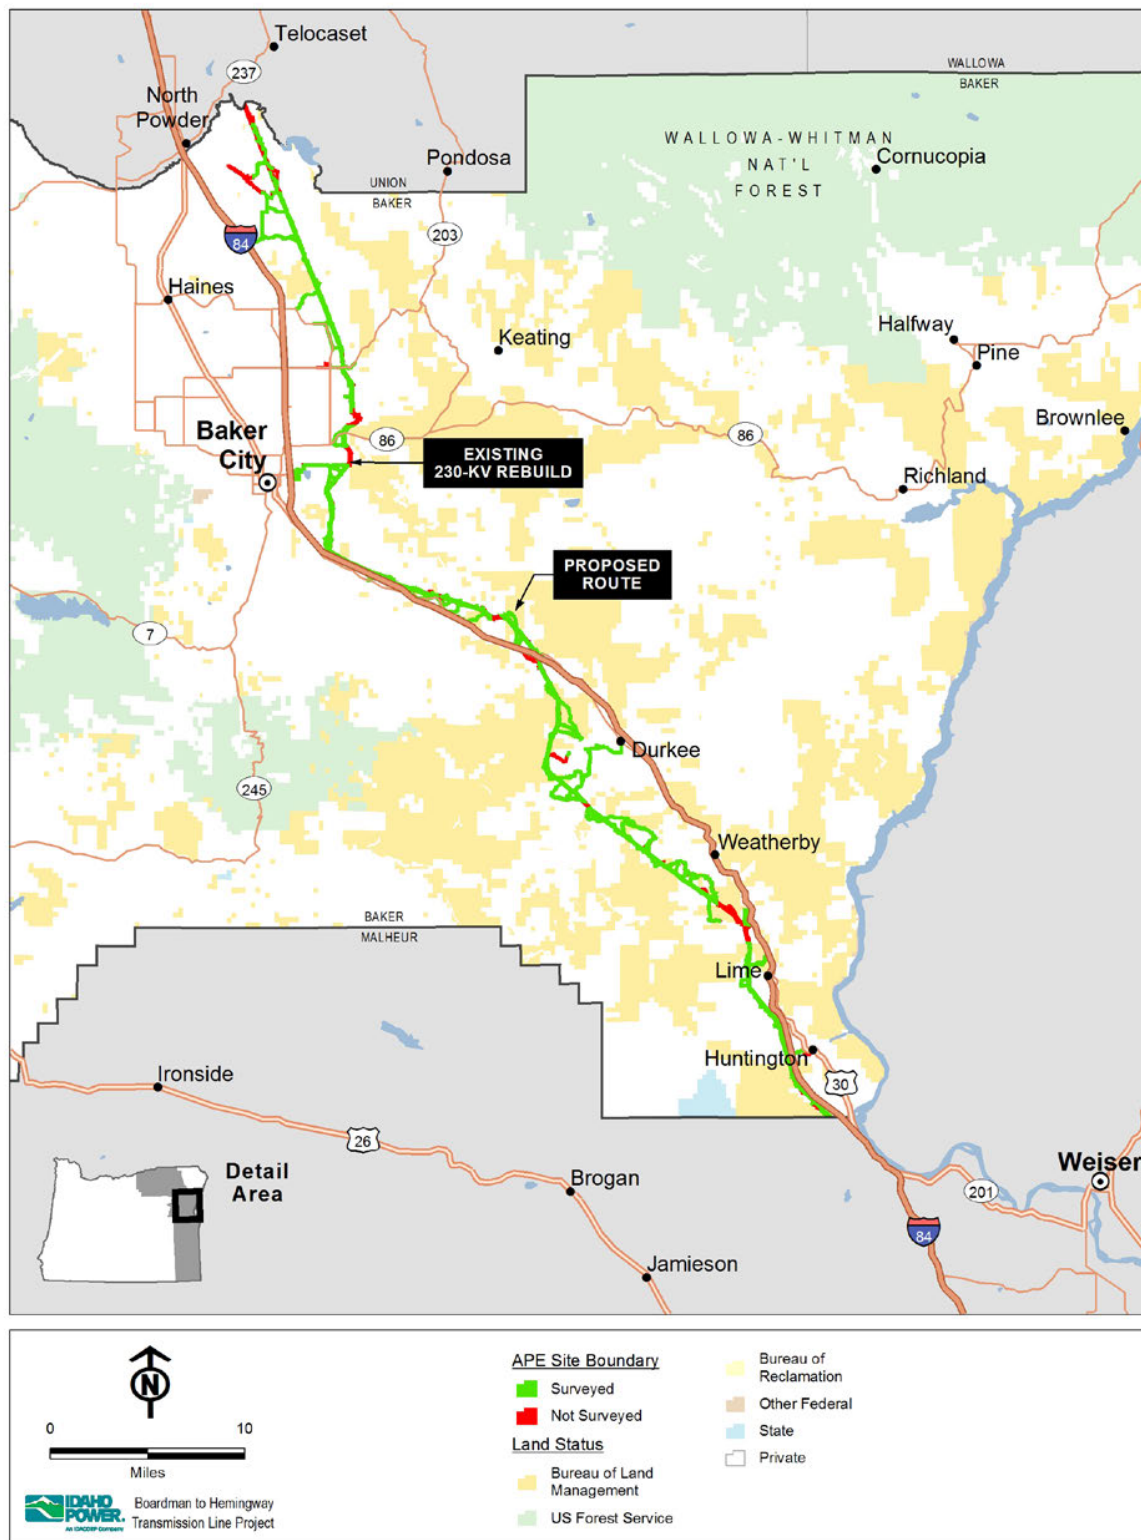 Telocaset
237
North
Powder
WALLOWA
BAKER
WALLOWA-WHITMAN
NAT'L
FOREST
Cornucopia
Pondosa
UNION
BAKER
203
84
Haines
Keating
Halfway
Pine
Brownlee
Baker
City
86
86
EXISTING
230-KV REBUILD
Richland
PROPOSED
ROUTE
7
Durkee
245
Weatherby
BAKER
MALHEUR
Lime
Huntington
30
Ironside
26
Detail
Area
Brogan
Weiser
201
84
Jamieson
N
0 10
Miles
IDAHO
POWER®
An IDACORP Company
Boardman to Hemingway
Transmission Line Project
APE Site Boundary
Surveyed
Not Surveyed
Land Status
Bureau of Land
Management
US Forest Service
Bureau of
Reclamation
Other Federal
State
Private